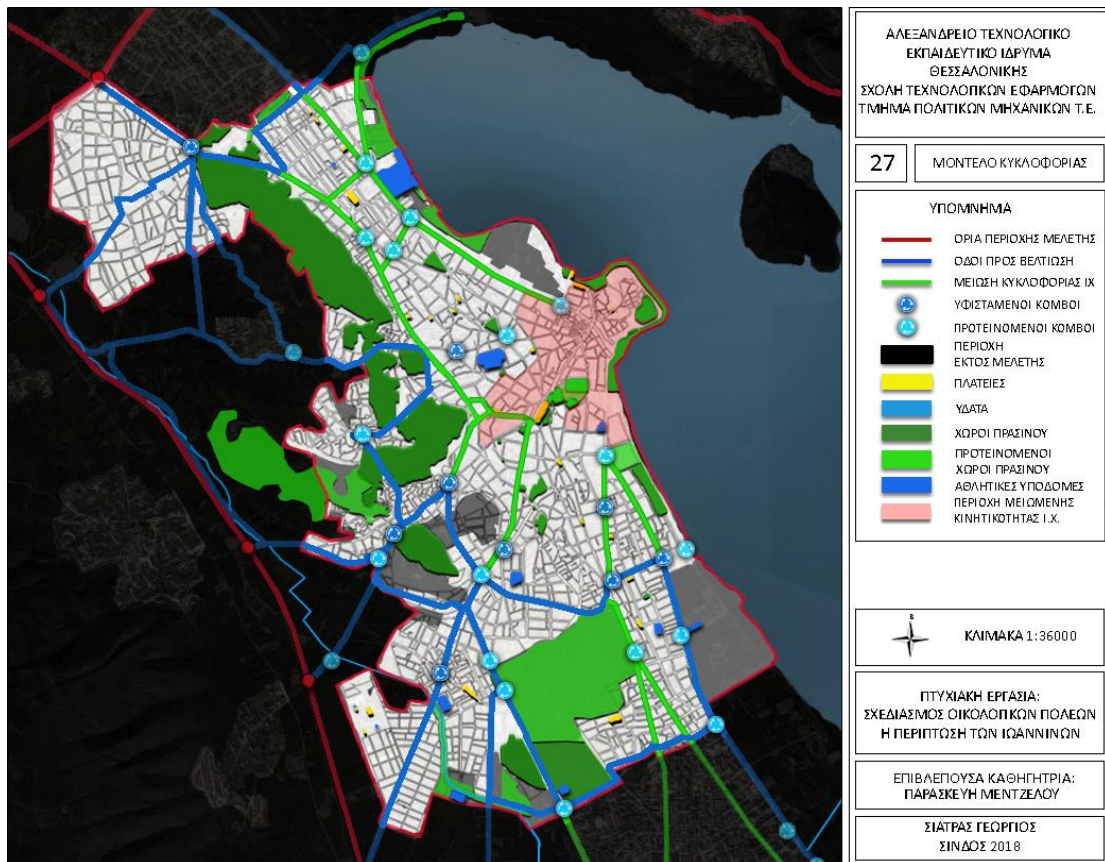 ΑΛΕΞΑΝΔΡΕΙΟ ΤΕΧΝΟΛΟΓΙΚΟ
ΕΚΠΑΙΔΕΥΤΙΚΟ ΙΔΡΥΜΑ
ΘΕΣΣΑΛΟΝΙΚΗΣ
ΣΧΟΛΗ ΤΕΧΝΟΛΟΓΙΚΩΝ ΕΦΑΡΜΟΓΩΝ
ΤΜΗΜΑ ΠΟΛΙΤΙΚΩΝ ΜΗΧΑΝΙΚΩΝ Τ.Ε.
27 ΜΟΝΤΕΛΟ ΚΥΚΛΟΦΟΡΙΑΣ
ΥΠΟΜΝΗΜΑ
ΟΡΙΑ ΠΕΡΙΟΧΗΣ ΜΕΛΕΤΗΣ
ΟΔΟΙ ΠΡΟΣ ΒΕΛΤΙΩΣΗ
ΜΕΙΩΣΗ ΚΥΚΛΟΦΟΡΙΑΣ ΙΧ
ΥΦΙΣΤΑΜΕΝΟΙ ΚΟΜΒΟΙ
ΠΡΟΤΕΙΝΟΜΕΝΟΙ ΚΟΜΒΟΙ
ΠΕΡΙΟΧΗ
ΕΚΤΟΣ ΜΕΛΕΤΗΣ
ΠΛΑΤΕΙΕΣ
ΥΔΑΤΑ
ΧΩΡΟΙ ΠΡΑΣΙΝΟΥ
ΠΡΟΤΕΙΝΟΜΕΝΟΙ
ΧΩΡΟΙ ΠΡΑΣΙΝΟΥ
ΑΘΛΗΤΙΚΕΣ ΥΠΟΔΟΜΕΣ
ΠΕΡΙΟΧΗ ΜΕΙΩΜΕΝΗΣ
ΚΙΝΗΤΙΚΟΤΗΤΑΣ Ι.Χ.
ΚΛΙΜΑΚΑ 1:36000
ΠΤΥΧΙΑΚΗ ΕΡΓΑΣΙΑ:
ΣΧΕΔΙΑΣΜΟΣ ΟΙΚΟΛΟΓΙΚΩΝ ΠΟΛΕΩΝ
Η ΠΕΡΙΠΤΩΣΗ ΤΩΝ ΙΩΑΝΝΙΝΩΝ
ΕΠΙΒΛΕΠΟΥΣΑ ΚΑΘΗΓΗΤΡΙΑ:
ΠΑΡΑΣΚΕΥΗ ΜΕΝΤΖΕΛΟΥ
ΣΙΑΤΡΑΣ ΓΕΩΡΓΙΟΣ
ΣΙΝΔΟΣ 2018